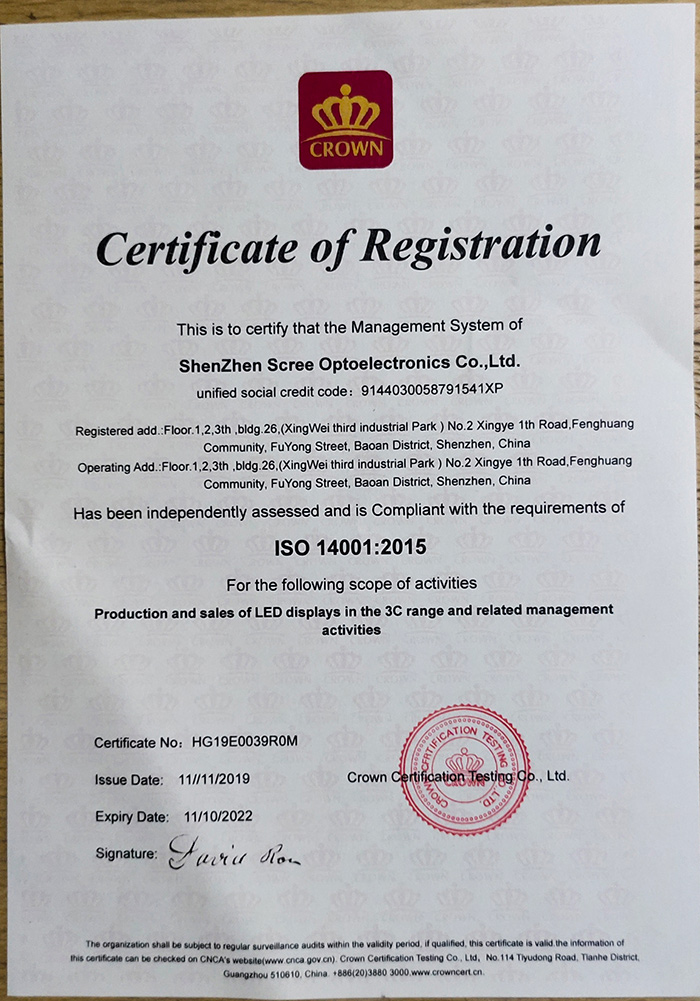 CROWN
Certificate of Registration
This is to certify that the Management System of
ShenZhen Scree Optoelectronics Co.,Ltd.
unified social credit code：9144030058791541XP
Registered add.:Floor.1,2,3th ,bldg.26,(XingWei third industrial Park ) No.2 Xingye 1th Road,Fenghuang
Community, FuYong Street, Baoan District, Shenzhen, China
Operating Add.:Floor.1,2,3th ,bldg.26,(XingWei third industrial Park ) No.2 Xingye 1th Road,Fenghuang
Community, FuYong Street, Baoan District, Shenzhen, China
Has been independently assessed and is Compliant with the requirements of
ISO 14001:2015
For the following scope of activities
Production and sales of LED displays in the 3C range and related management
activities
Certificate No：HG19E0039R0M
Issue Date: 11//11/2019
Crown Certification Testing Co., Ltd.
CROWN CERTIFICATION TESTING CO.,LTD
CROWN
Expiry Date: 11/10/2022
Signature: David
The organization shall be subject to regular surveillance audits within the validity period, if qualified, this certificate is valid.the information of
this certificate can be checked on CNCA's website(www.cnca.gov.cn). Crown Certification Testing Co., Ltd, No.114 Tiyudong Road, Tianhe District,
Guangzhou 510610, China. +886(20)3880 3000.www.crowncert.cn.